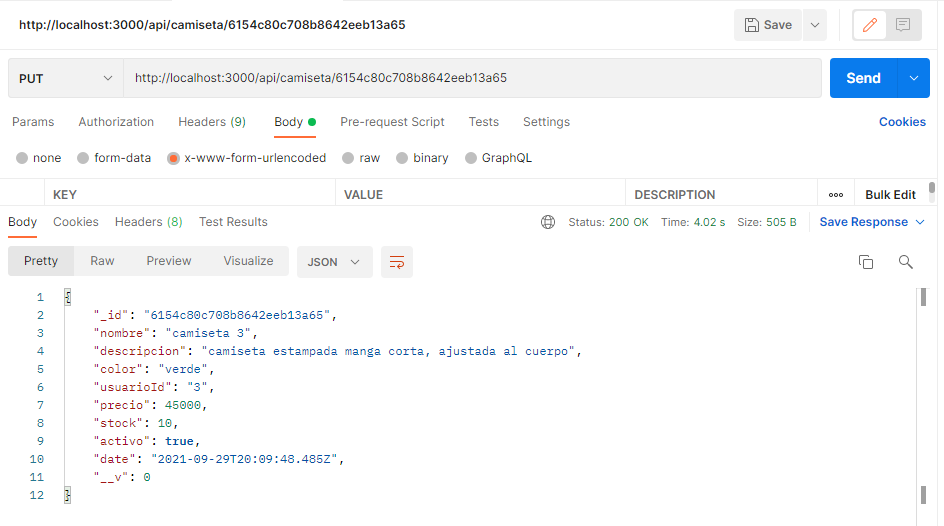 http://localhost:3000/api/camiseta/6154c80c708b8642eeb13a65 Save
PUT http://localhost:3000/api/camiseta/6154c80c708b8642eeb13a65 Send
Params Authorization Headers (9) Body Pre-request Script Tests Settings Cookies
none form-data x-www-form-urlencoded raw binary GraphQL
KEY VALUE DESCRIPTION ooo Bulk Edit
Body Cookies Headers (8) Test Results Status: 200 OK Time: 4.02 s Size: 505 B Save Response
Pretty Raw Preview Visualize JSON
1 {
2 "_id": "6154c80c708b8642eeb13a65",
3 "nombre": "camiseta 3",
4 "descripcion": "camiseta estampada manga corta, ajustada al cuerpo",
5 "color": "verde",
6 "usuarioId": "3",
7 "precio": 45000,
8 "stock": 10,
9 "activo": true,
10 "date": "2021-09-29T20:09:48.485Z",
11 "__v": 0
12 }